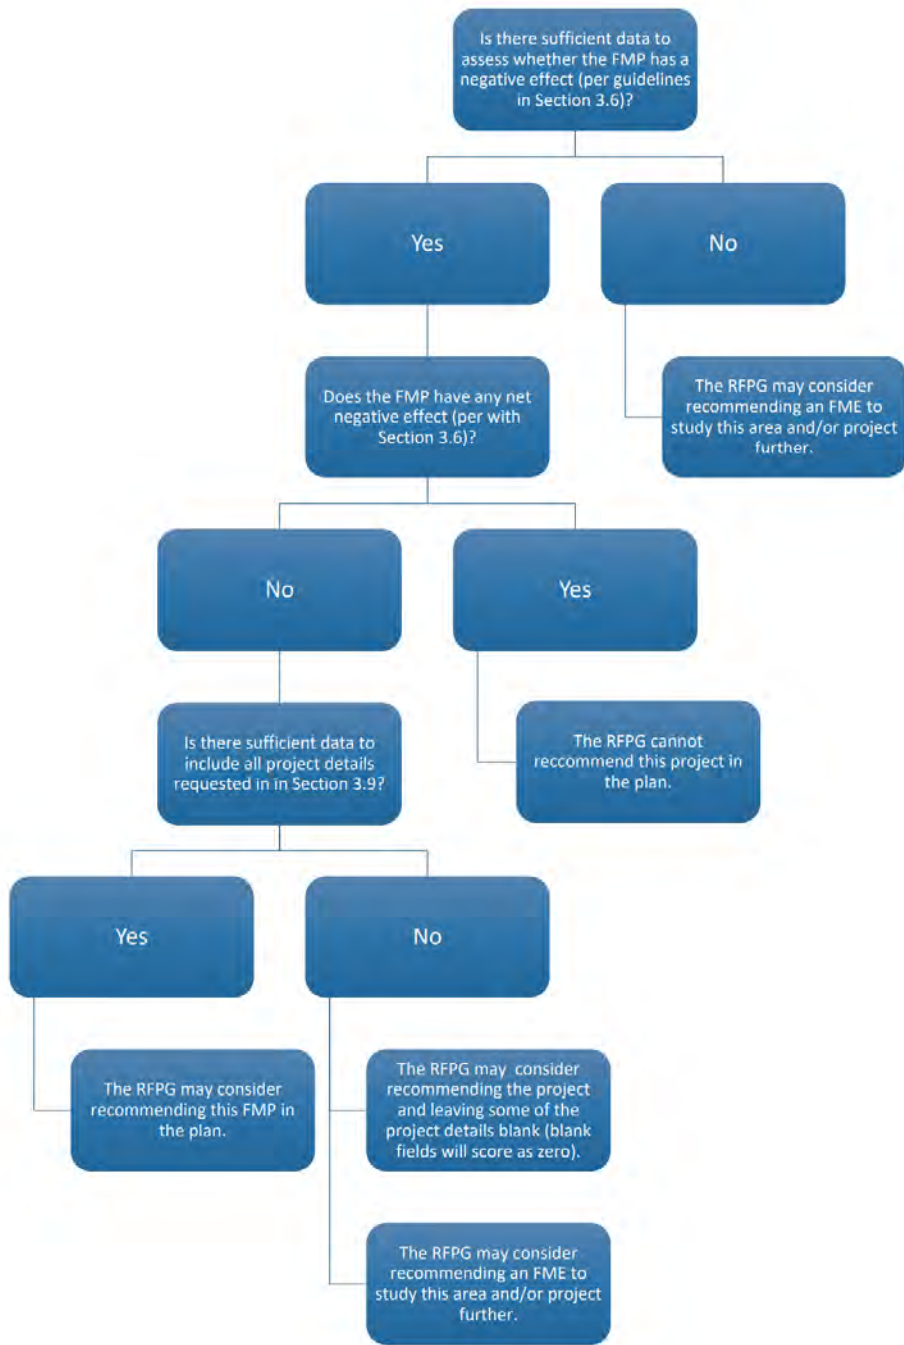 Is there sufficient data to
assess whether the FMP has a
negative effect (per guidelines
in Section 3.6)?
Yes
No
Does the FMP have any net
negative effect (per with
Section 3.6)?
The RFPG may consider
recommending an FME to
study this area and/or project
further.
No
Yes
Is there sufficient data to
include all project details
requested in in Section 3.9?
The RFPG cannot
reccommend this project in
the plan.
Yes
No
The RFPG may consider
recommending this FMP in
the plan.
The RFPG may consider
recommending the project
and leaving some of the
project details blank (blank
fields will score as zero).
The RFPG may consider
recommending an FME to
study this area and/or project
further.